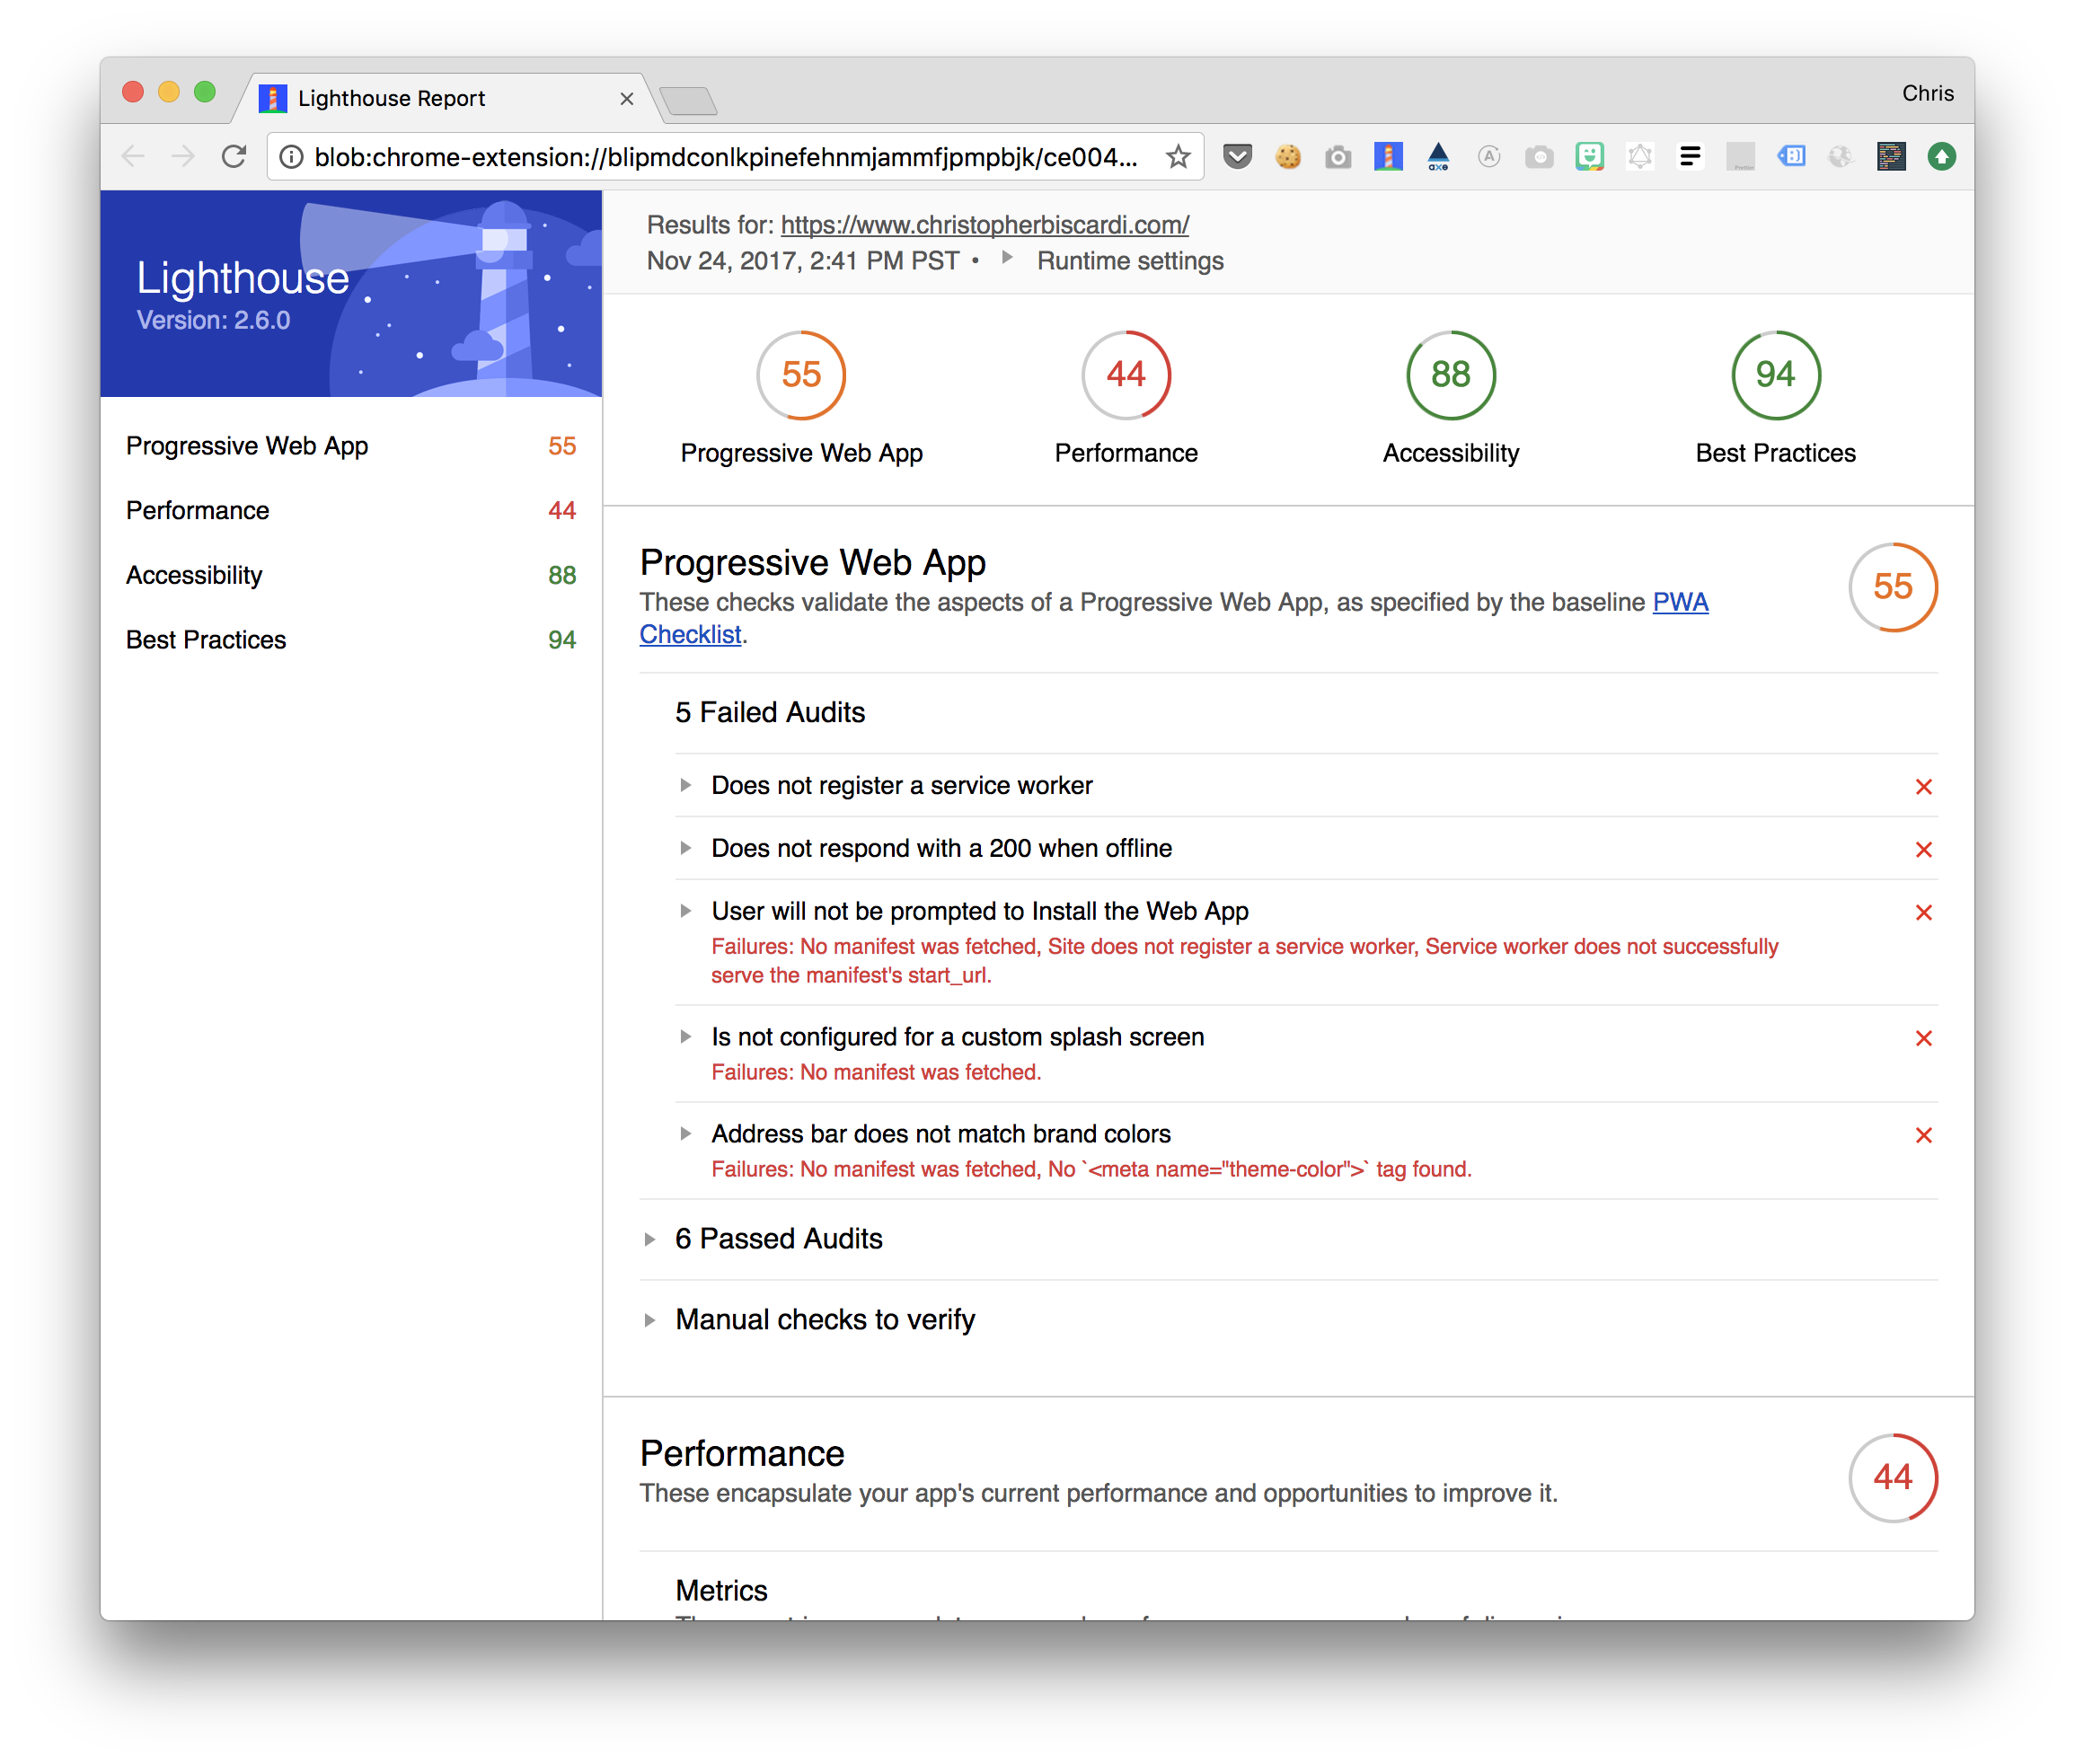 Lighthouse Report
Chris
blob:chrome-extension://blipmdconlkpinefehnmjammfjpmpbjk/ce004...
axe
Lighthouse
Version: 2.6.0
Progressive Web App 55
Performance 44
Accessibility 88
Best Practices 94
Results for: https://www.christopherbiscardi.com/
Nov 24, 2017, 2:41 PM PST • Runtime settings
55 44 88 94
Progressive Web App Performance Accessibility Best Practices
Progressive Web App
55
These checks validate the aspects of a Progressive Web App, as specified by the baseline PWA
Checklist.
5 Failed Audits
Does not register a service worker
Does not respond with a 200 when offline
User will not be prompted to Install the Web App
Failures: No manifest was fetched, Site does not register a service worker, Service worker does not successfully
serve the manifest's start_url.
Is not configured for a custom splash screen
Failures: No manifest was fetched.
Address bar does not match brand colors
Failures: No manifest was fetched, No `<meta name="theme-color">` tag found.
6 Passed Audits
Manual checks to verify
Performance
44
These encapsulate your app's current performance and opportunities to improve it.
Metrics